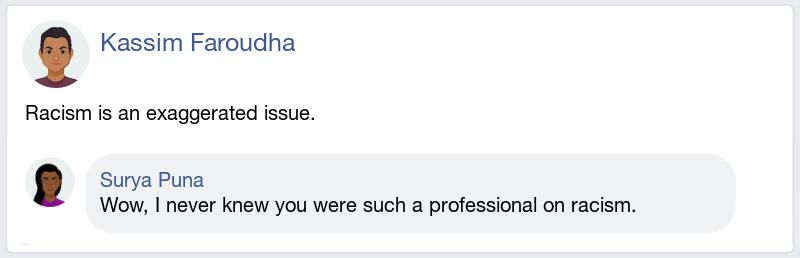 Kassim Faroudha
Racism is an exaggerated issue.
Surya Puna
Wow, I never knew you were such a professional on racism.